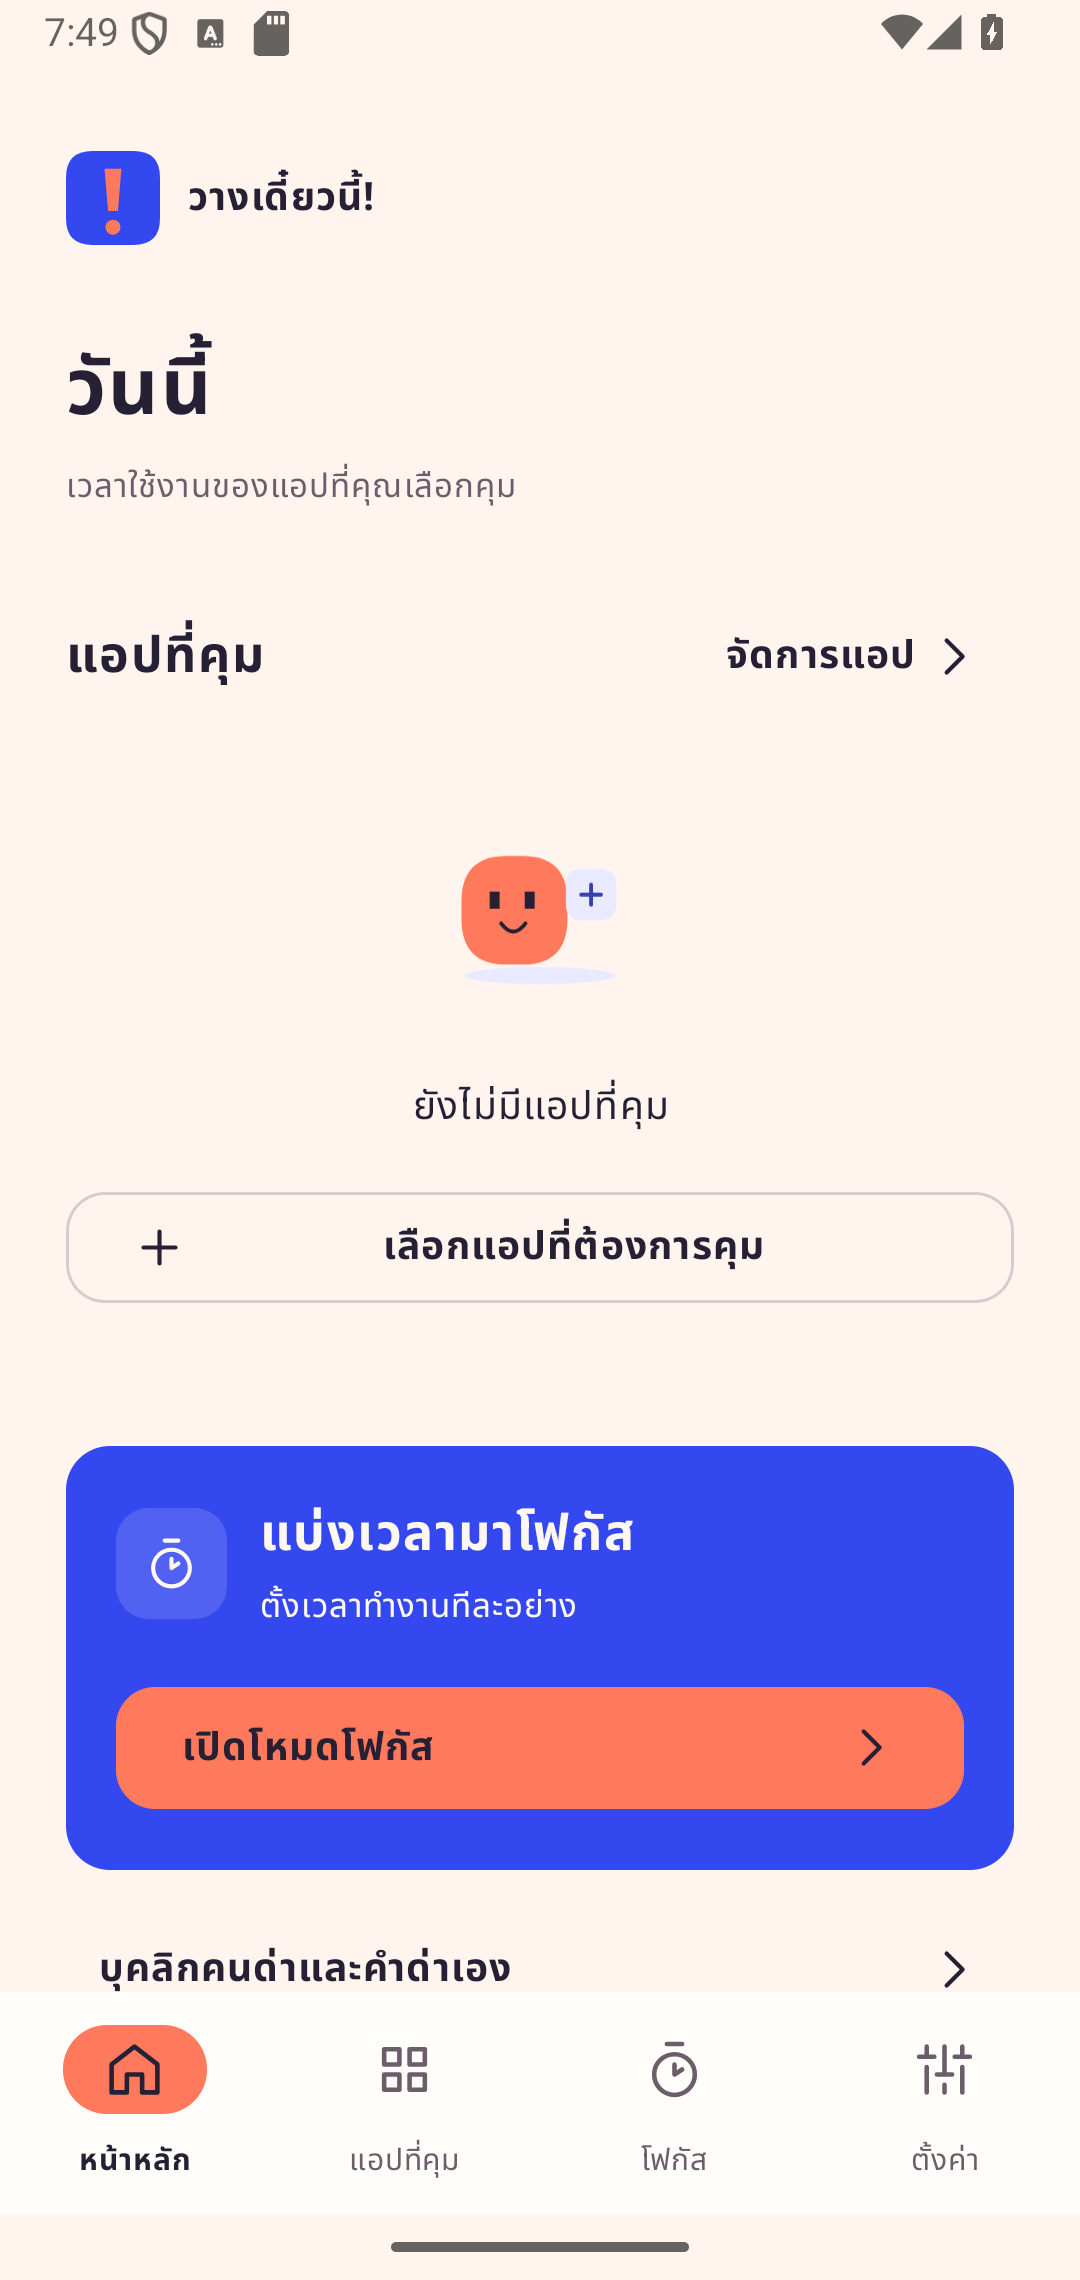 7:49
วางเดี๋ยวนี้!
วันนี้
เวลาใช้งานของแอปที่คุณเลือกคุม
แอปที่คุม
จัดการแอป
ยังไม่มีแอปที่คุม
เลือกแอปที่ต้องการคุม
แบ่งเวลามาโฟกัส
ตั้งเวลาทำงานทีละอย่าง
เปิดโหมดโฟกัส
บุคลิกคนด่าและคำด่าเอง
หน้าหลัก
แอปที่คุม
โฟกัส
ตั้งค่า